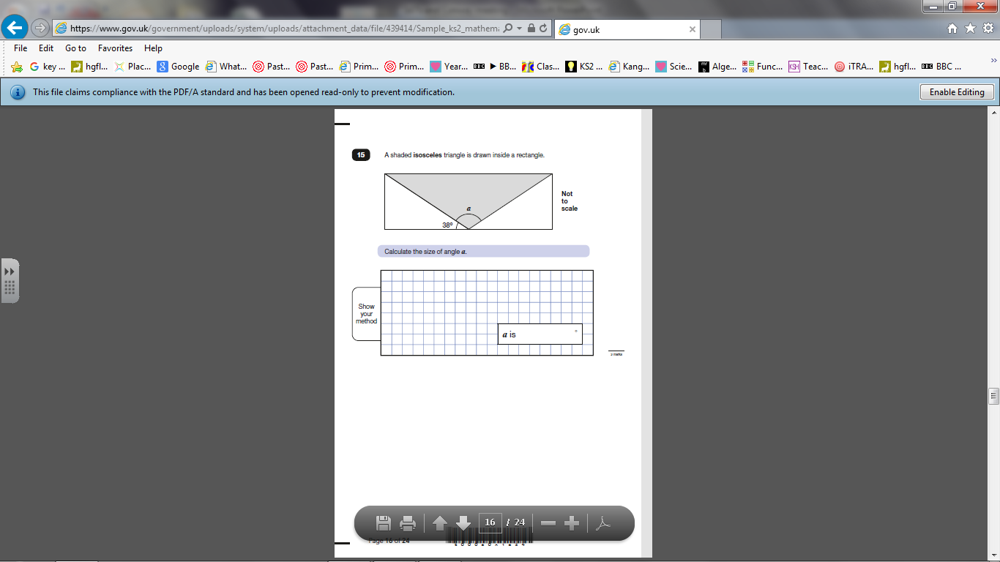 https://www.gov.uk/government/uploads/system/uploads/attachment_data/file/439414/Sample_ks2_mathema
gov.uk
File Edit Go to Favorites Help
key ... hgfl... Plac... Google What... Past... Past... Prim... Prim... Year... BBC ▶ BB... Clas... KS2 ... Kang... Scie... Alge... Func... KSH Teac... iTRA... hgfl... BBC BBC ...
This file claims compliance with the PDF/A standard and has been opened read-only to prevent modification.
Enable Editing
15 A shaded isosceles triangle is drawn inside a rectangle.
a
38°
Not
to
scale
Calculate the size of angle a.
Show
your
method
a is °
2 marks
16 / 24
Page 16 of 24